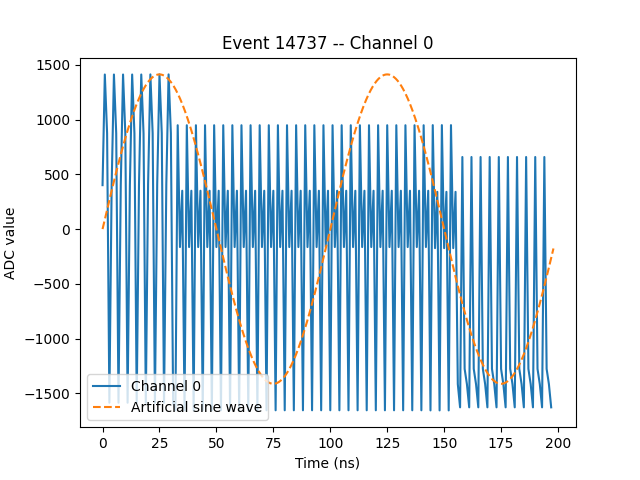 Event 14737 -- Channel 0
1500
1000
500
0
−500
−1000
−1500
ADC value
Channel 0
Artificial sine wave
0 25 50 75 100 125 150 175 200
Time (ns)